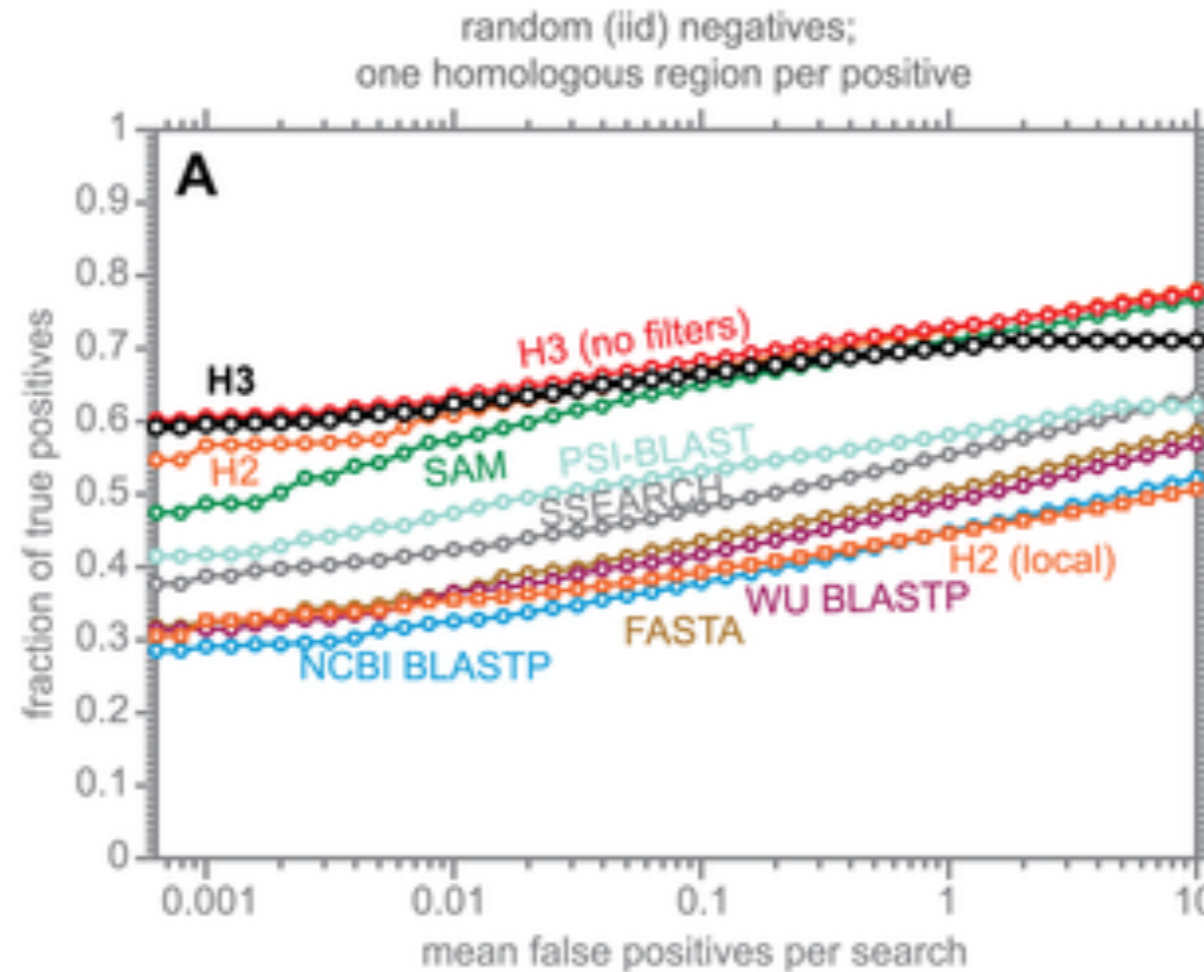 random (iid) negatives;
one homologous region per positive
A
1
0.9
0.8
0.7
0.6
0.5
0.4
0.3
0.2
0.1
0
fraction of true positives
H3 (no filters)
H3
H2
SAM
PSI-BLAST
SSEARCH
H2 (local)
WU BLASTP
FASTA
NCBI BLASTP
0.001
0.01
0.1
1
10
mean false positives per search